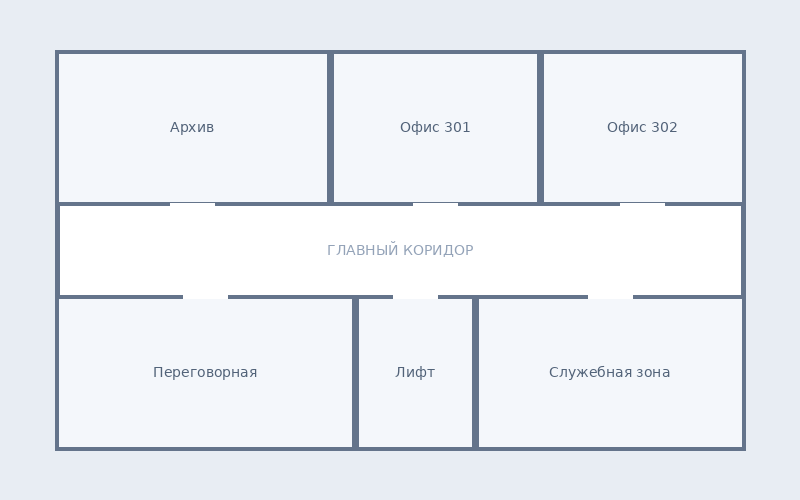 Архив
Офис 301
Офис 302
ГЛАВНЫЙ КОРИДОР
Переговорная
Лифт
Служебная зона